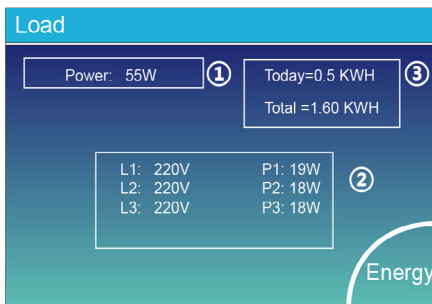 Load
Power: 55W ①
Today=0.5 KWH ③
Total =1.60 KWH
L1: 220V P1: 19W
L2: 220V P2: 18W ②
L3: 220V P3: 18W
Energy